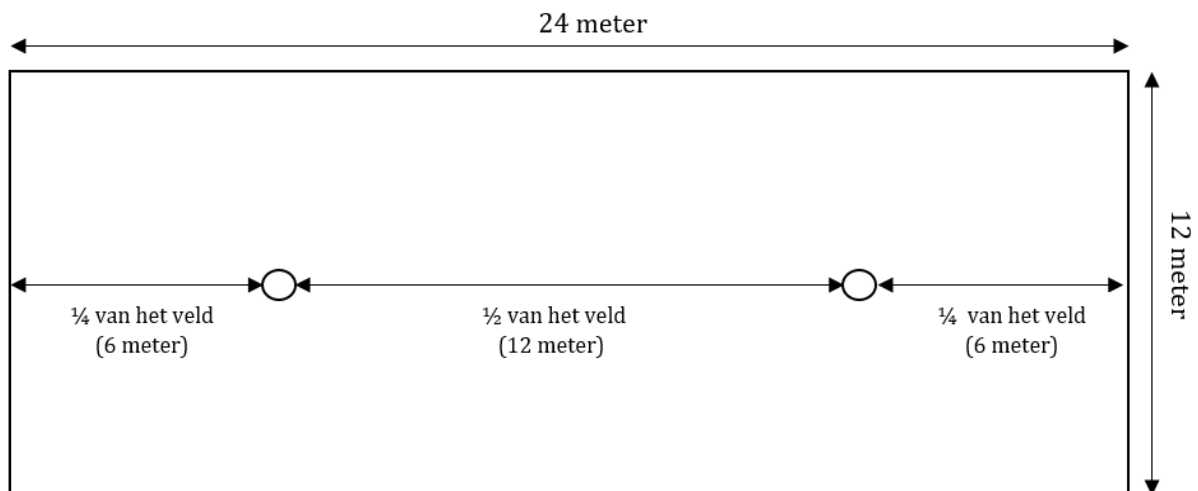 24 meter
12 meter
¼ van het veld
(6 meter)
½ van het veld
(12 meter)
¼ van het veld
(6 meter)